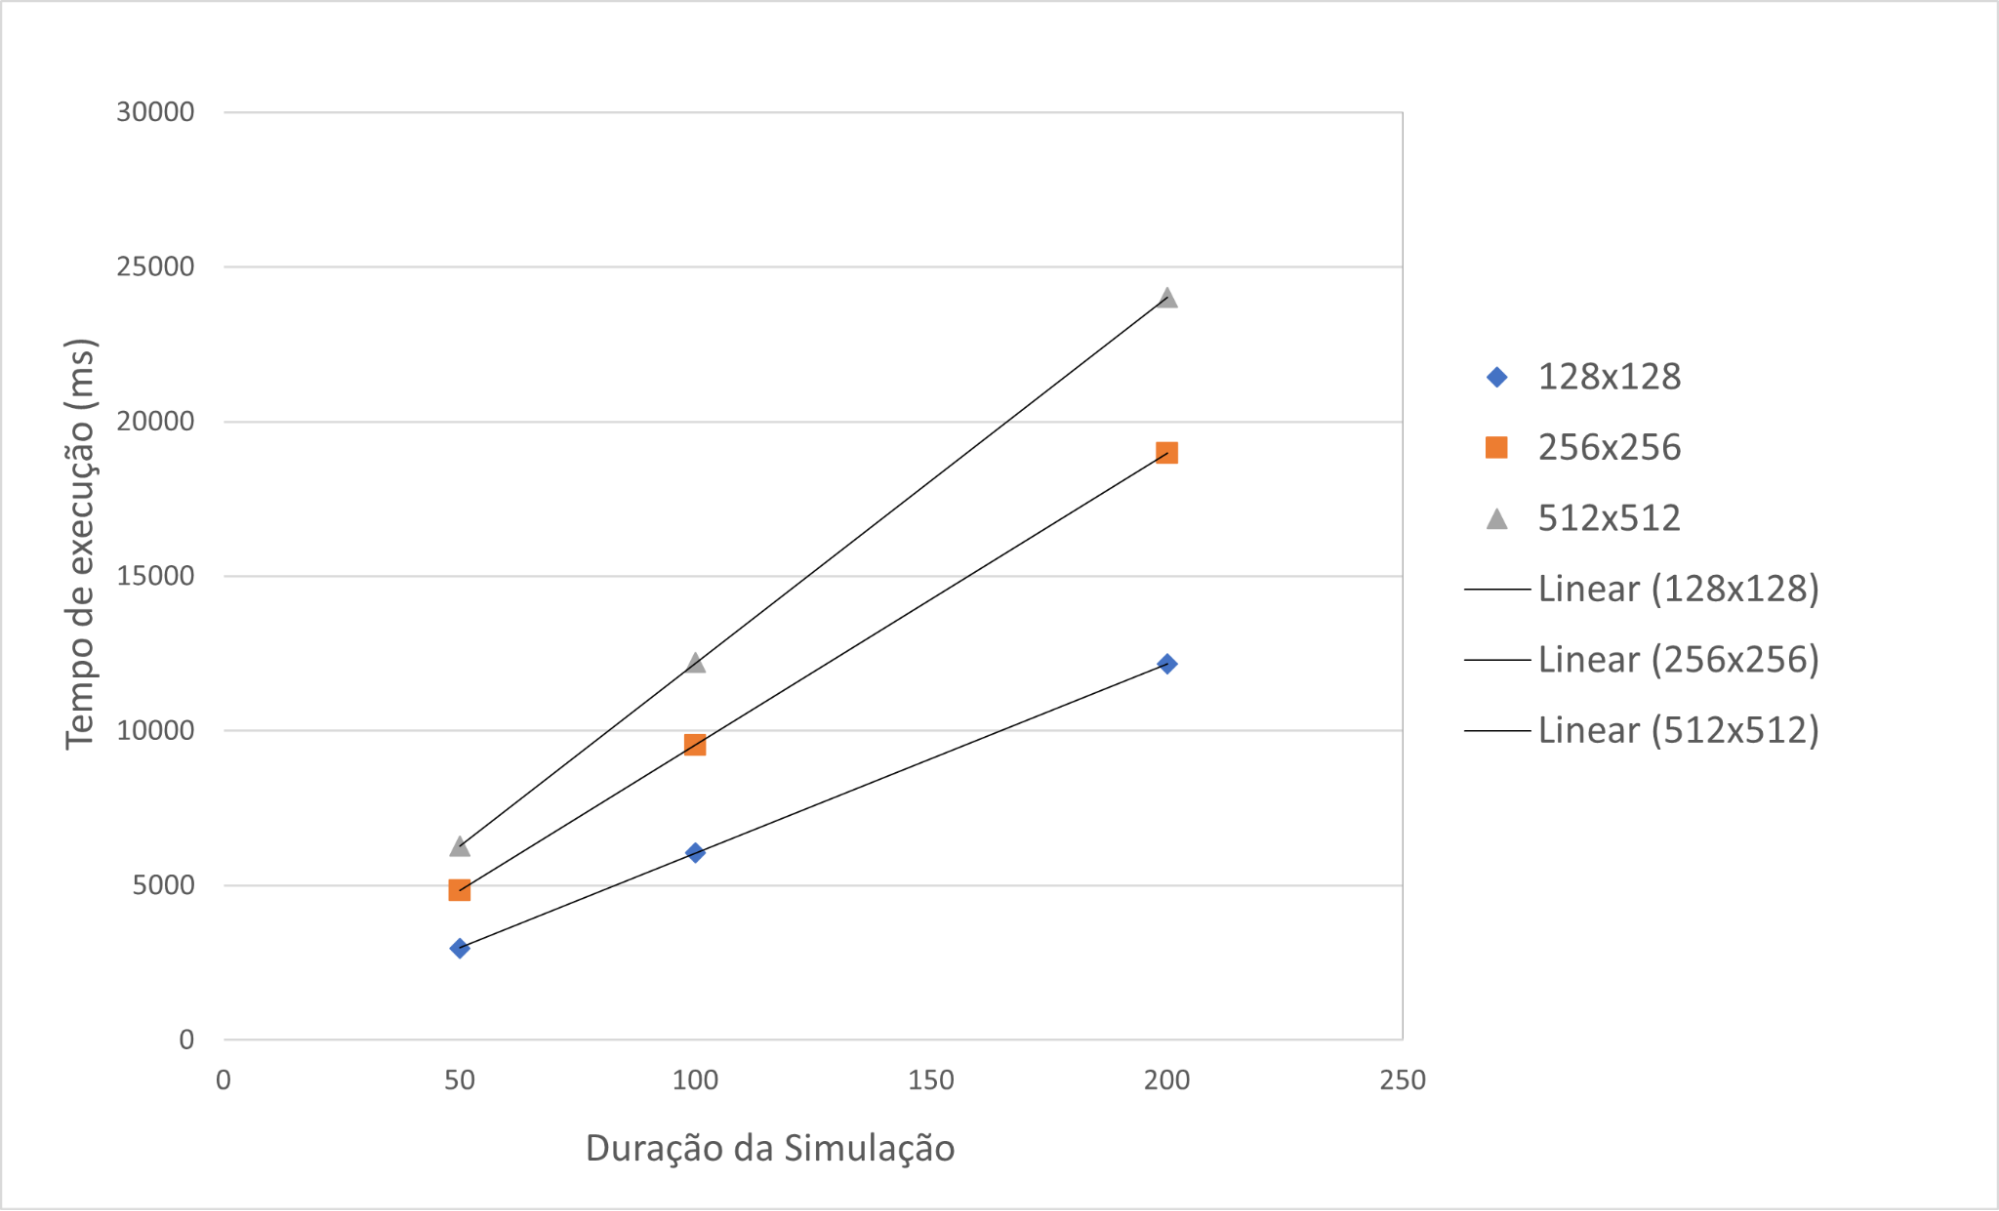 30000
25000
20000
15000
10000
5000
0
0 50 100 150 200 250
Tempo de execução (ms)
Duração da Simulação
128x128
256x256
512x512
Linear (128x128)
Linear (256x256)
Linear (512x512)